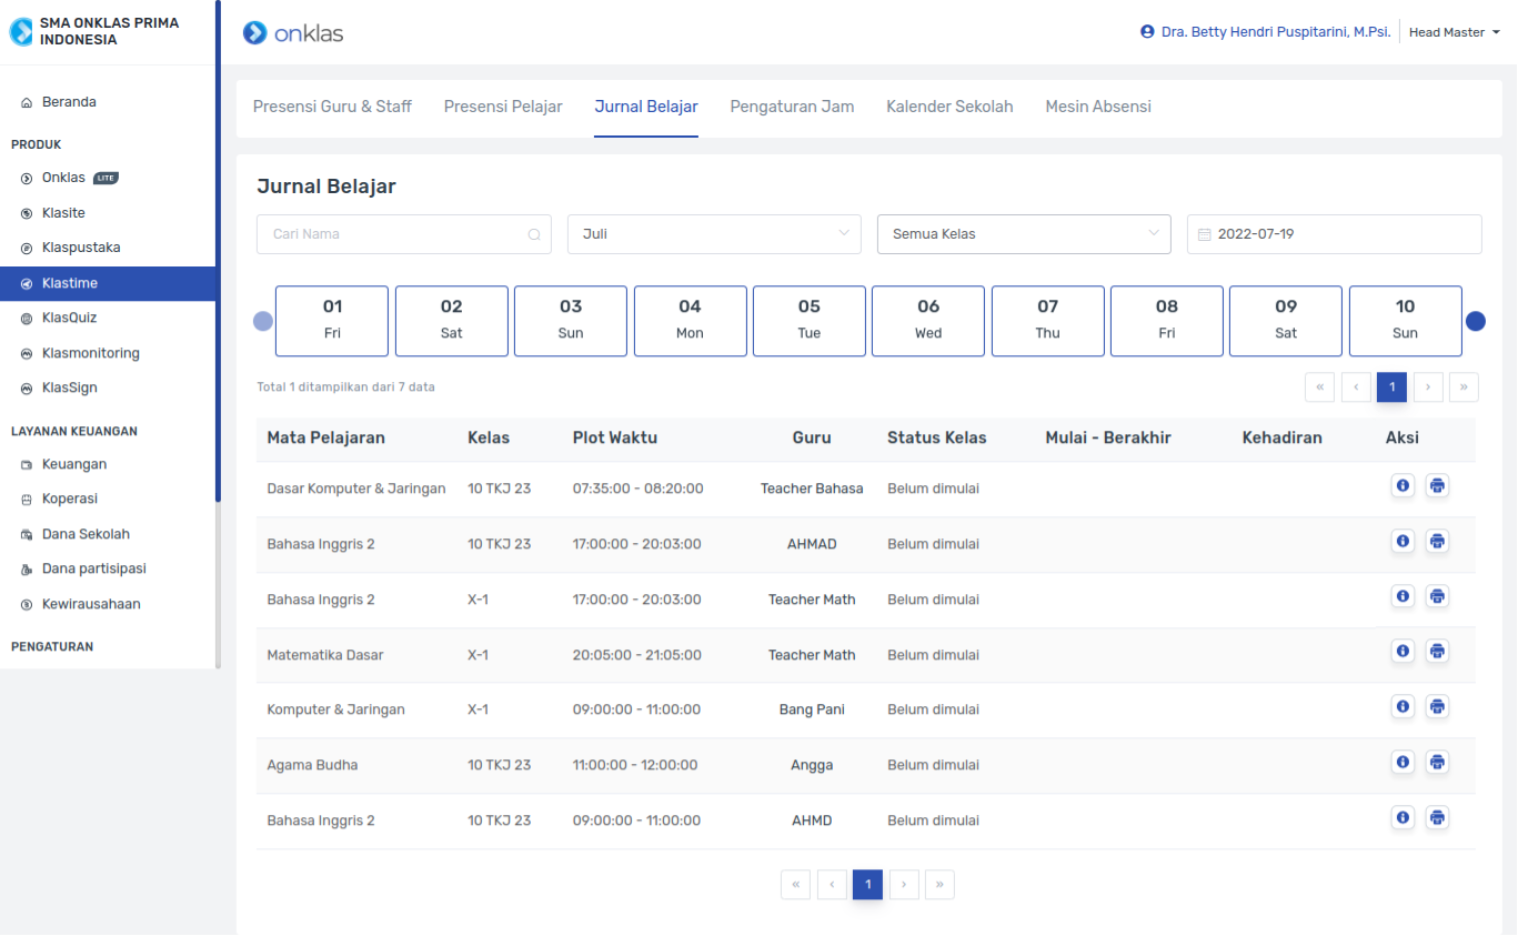 SMA ONKLAS PRIMA
INDONESIA
onklas
Dra. Betty Hendri Puspitarini, M.Psi. Head Master
Beranda
PRODUK
Onklas LITE
Klasite
Klaspustaka
Klastime
KlasQuiz
Klasmonitoring
KlasSign
LAYANAN KEUANGAN
Keuangan
Koperasi
Dana Sekolah
Dana partisipasi
Kewirausahaan
PENGATURAN
Presensi Guru & Staff Presensi Pelajar Jurnal Belajar Pengaturan Jam Kalender Sekolah Mesin Absensi
Jurnal Belajar
Cari Nama Juli Semua Kelas 2022-07-19
01 02 03 04 05 06 07 08 09 10
Fri Sat Sun Mon Tue Wed Thu Fri Sat Sun
Total 1 ditampilkan dari 7 data « ‹ 1 › »
Mata Pelajaran Kelas Plot Waktu Guru Status Kelas Mulai - Berakhir Kehadiran Aksi
Dasar Komputer & Jaringan 10 TKJ 23 07:35:00 - 08:20:00 Teacher Bahasa Belum dimulai
Bahasa Inggris 2 10 TKJ 23 17:00:00 - 20:03:00 AHMAD Belum dimulai
Bahasa Inggris 2 X-1 17:00:00 - 20:03:00 Teacher Math Belum dimulai
Matematika Dasar X-1 20:05:00 - 21:05:00 Teacher Math Belum dimulai
Komputer & Jaringan X-1 09:00:00 - 11:00:00 Bang Pani Belum dimulai
Agama Budha 10 TKJ 23 11:00:00 - 12:00:00 Angga Belum dimulai
Bahasa Inggris 2 10 TKJ 23 09:00:00 - 11:00:00 AHMD Belum dimulai
« ‹ 1 › »